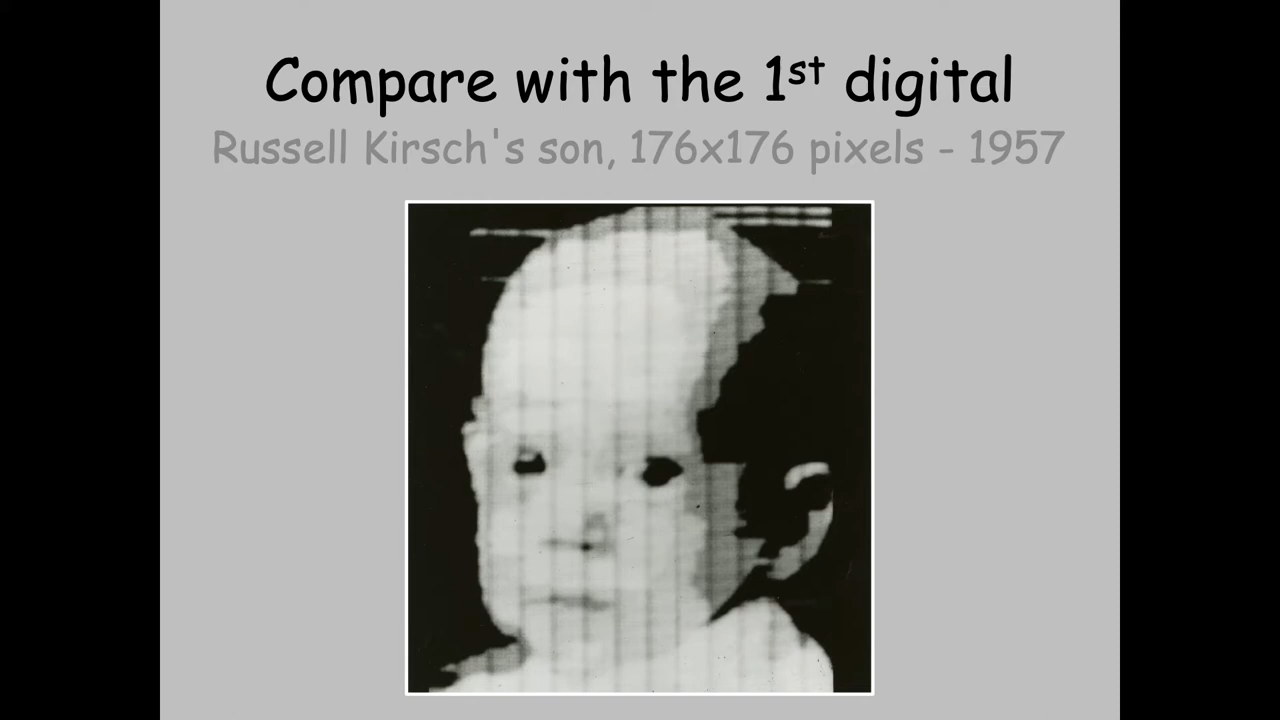 Compare with the 1st digital
Russell Kirsch's son, 176x176 pixels - 1957